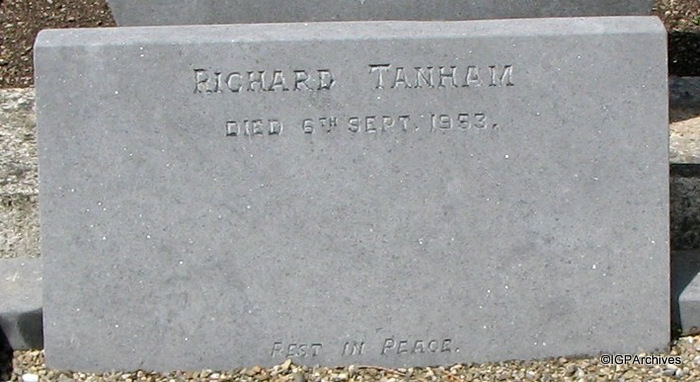 RICHARD TANHAM
DIED 6TH SEPT. 1953.
REST IN PEACE.
©IGPArchives